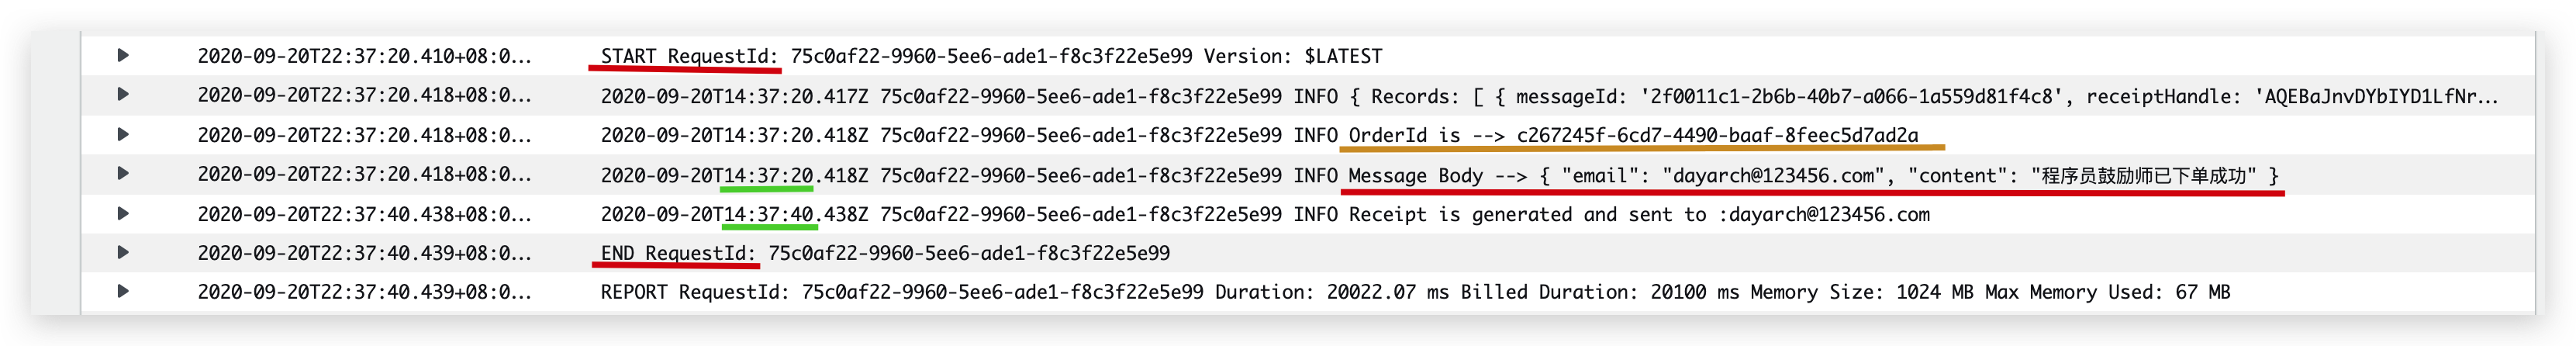 2020-09-20T22:37:20.410+08:0... START RequestId: 75c0af22-9960-5ee6-ade1-f8c3f22e5e99 Version: $LATEST
2020-09-20T22:37:20.418+08:0... 2020-09-20T14:37:20.417Z 75c0af22-9960-5ee6-ade1-f8c3f22e5e99 INFO { Records: [ { messageId: '2f0011c1-2b6b-40b7-a066-1a559d81f4c8', receiptHandle: 'AQEBaJnvDYbIYD1LfNr...
2020-09-20T22:37:20.418+08:0... 2020-09-20T14:37:20.418Z 75c0af22-9960-5ee6-ade1-f8c3f22e5e99 INFO OrderId is --> c267245f-6cd7-4490-baaf-8feec5d7ad2a
2020-09-20T22:37:20.418+08:0... 2020-09-20T14:37:20.418Z 75c0af22-9960-5ee6-ade1-f8c3f22e5e99 INFO Message Body --> { "email": "dayarch@123456.com", "content": "程序员鼓励师已下单成功" }
2020-09-20T22:37:40.438+08:0... 2020-09-20T14:37:40.438Z 75c0af22-9960-5ee6-ade1-f8c3f22e5e99 INFO Receipt is generated and sent to :dayarch@123456.com
2020-09-20T22:37:40.439+08:0... END RequestId: 75c0af22-9960-5ee6-ade1-f8c3f22e5e99
2020-09-20T22:37:40.439+08:0... REPORT RequestId: 75c0af22-9960-5ee6-ade1-f8c3f22e5e99 Duration: 20022.07 ms Billed Duration: 20100 ms Memory Size: 1024 MB Max Memory Used: 67 MB